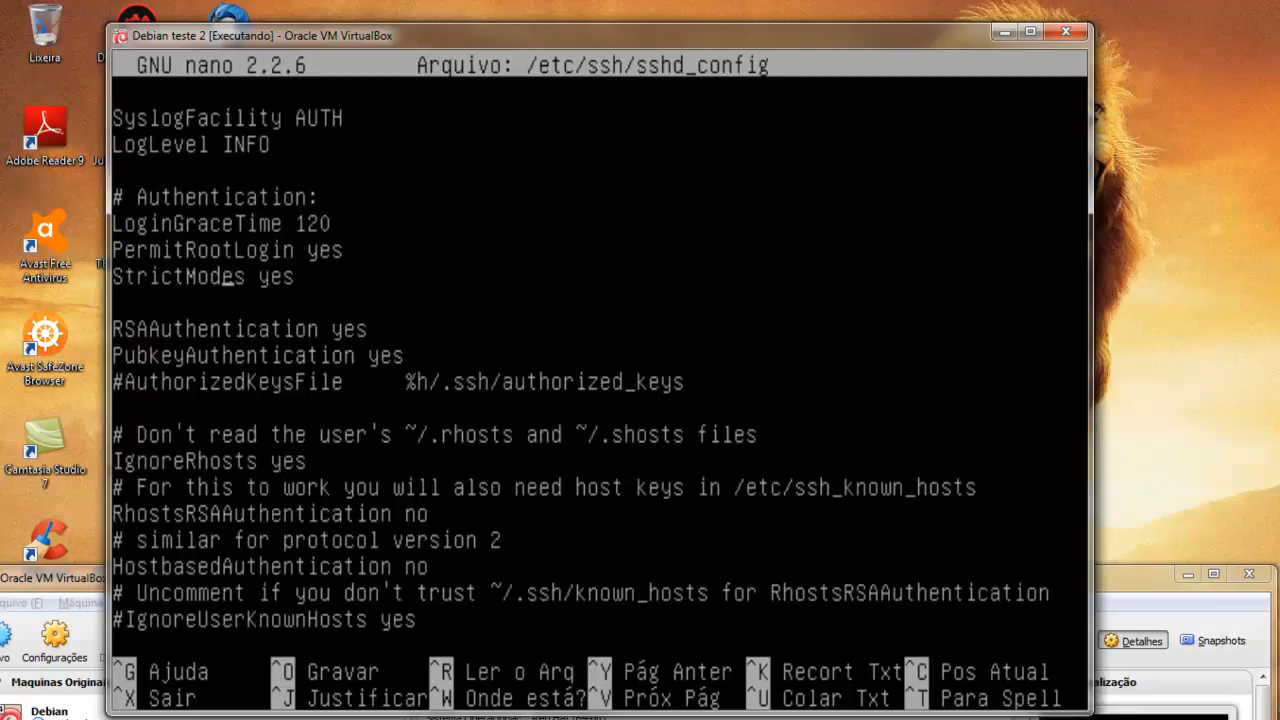 Debian teste 2 [Executando] - Oracle VM VirtualBox
GNU nano 2.2.6 Arquivo: /etc/ssh/sshd_config
SyslogFacility AUTH
LogLevel INFO
# Authentication:
LoginGraceTime 120
PermitRootLogin yes
StrictModes yes
RSAAuthentication yes
PubkeyAuthentication yes
#AuthorizedKeysFile %h/.ssh/authorized_keys
# Don't read the user's ~/.rhosts and ~/.shosts files
IgnoreRhosts yes
# For this to work you will also need host keys in /etc/ssh_known_hosts
RhostsRSAAuthentication no
# similar for protocol version 2
HostbasedAuthentication no
# Uncomment if you don't trust ~/.ssh/known_hosts for RhostsRSAAuthentication
#IgnoreUserKnownHosts yes
^G Ajuda ^O Gravar ^R Ler o Arq ^Y Pág Anter ^K Recort Txt ^C Pos Atual
^X Sair ^J Justificar ^W Onde está? ^V Próx Pág ^U Colar Txt ^T Para Spell
Lixeira
Adobe Reader 9
Avast Free
Antivirus
Avast SafeZone
Browser
Camtasia Studio
7
Oracle VM VirtualBo
quivo (F) Máquina
Configurações
Maquinas Origina
Debian
Detalhes
Snapshots